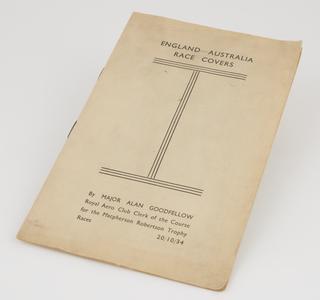 ENGLAND—AUSTRALIA
RACE COVERS
By MAJOR ALAN GOODFELLOW
Royal Aero Club Clerk of the Course
for the Macpherson Robertson Trophy
Races
20/10/34